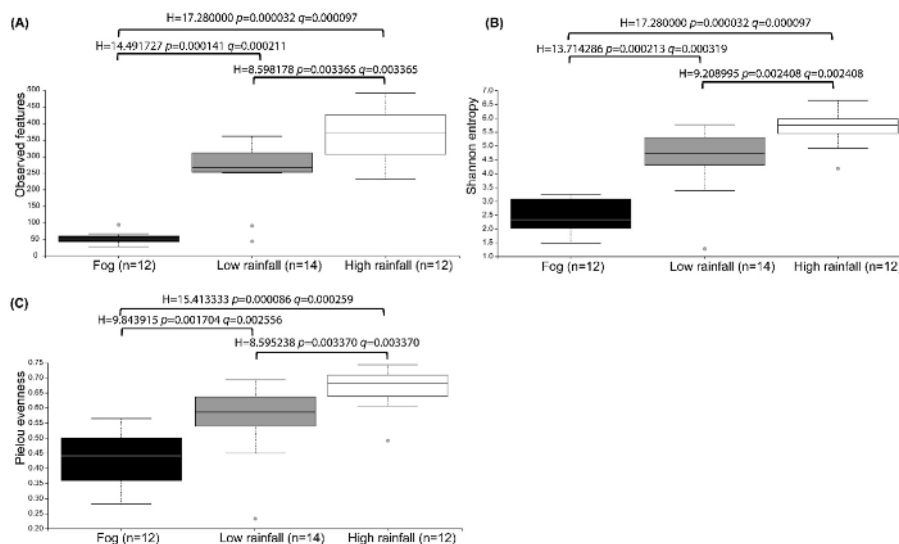 (A)
H=17.280000 p=0.000032 q=0.000097
H=14.491727 p=0.000141 q=0.000211
H=8.598178 p=0.003365 q=0.003365
Observed features
500
450
400
350
300
250
200
150
100
50
0
Fog (n=12)
Low rainfall (n=14)
High rainfall (n=12)
(B)
H=17.280000 p=0.000032 q=0.000097
H=13.714286 p=0.000213 q=0.000319
H=9.208995 p=0.002408 q=0.002408
Shannon entropy
7.0
6.5
6.0
5.5
5.0
4.5
4.0
3.5
3.0
2.5
2.0
1.5
1.0
Fog (n=12)
Low rainfall (n=14)
High rainfall (n=12)
(C)
H=15.413333 p=0.000086 q=0.000259
H=9.843915 p=0.001704 q=0.002556
H=8.595238 p=0.003370 q=0.003370
Pielou evenness
0.75
0.70
0.65
0.60
0.55
0.50
0.45
0.40
0.35
0.30
0.25
0.20
Fog (n=12)
Low rainfall (n=14)
High rainfall (n=12)